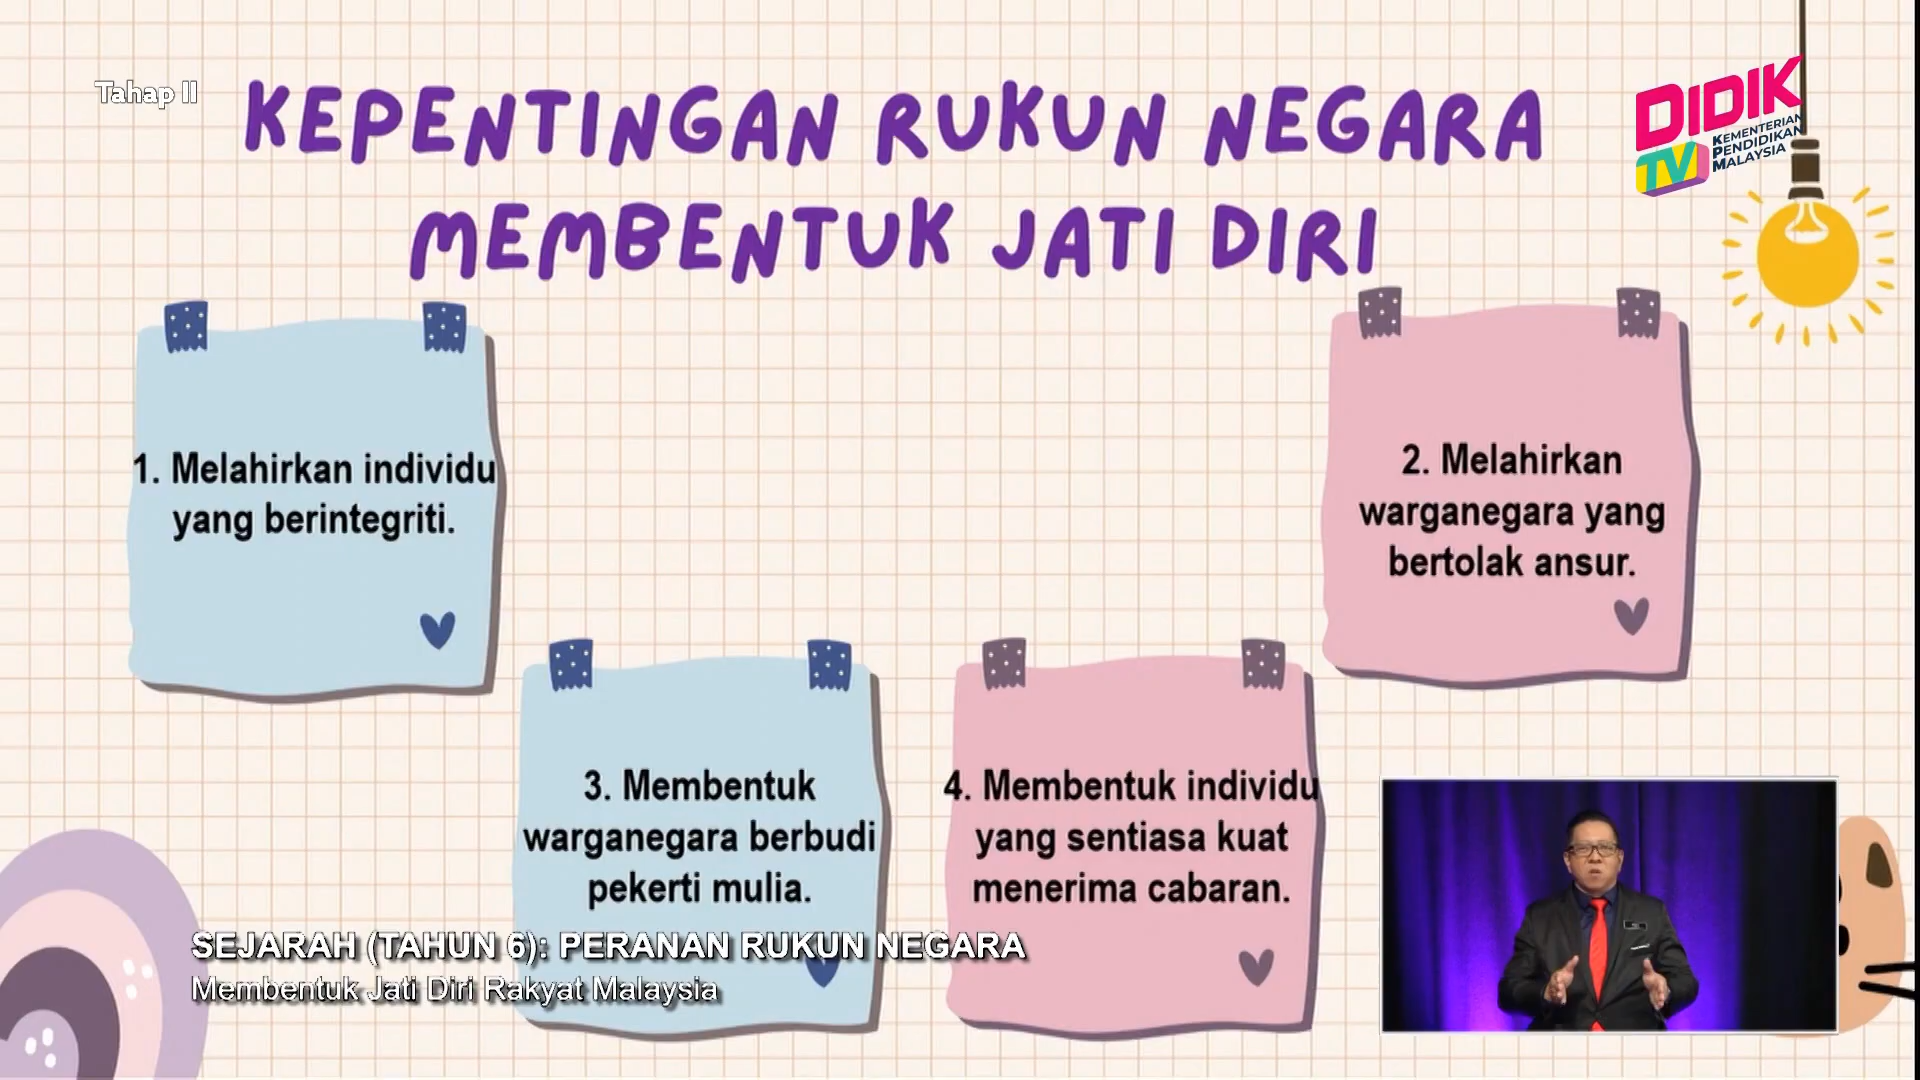 Tahap II
KEPENTINGAN RUKUN NEGARA
MEMBENTUK JATI DIRI
DIDIK
TV
KEMENTERIAN
PENDIDIKAN
MALAYSIA
1. Melahirkan individu
yang berintegriti.
2. Melahirkan
warganegara yang
bertolak ansur.
3. Membentuk
warganegara berbudi
pekerti mulia.
4. Membentuk individu
yang sentiasa kuat
menerima cabaran.
SEJARAH (TAHUN 6): PERANAN RUKUN NEGARA
Membentuk Jati Diri Rakyat Malaysia